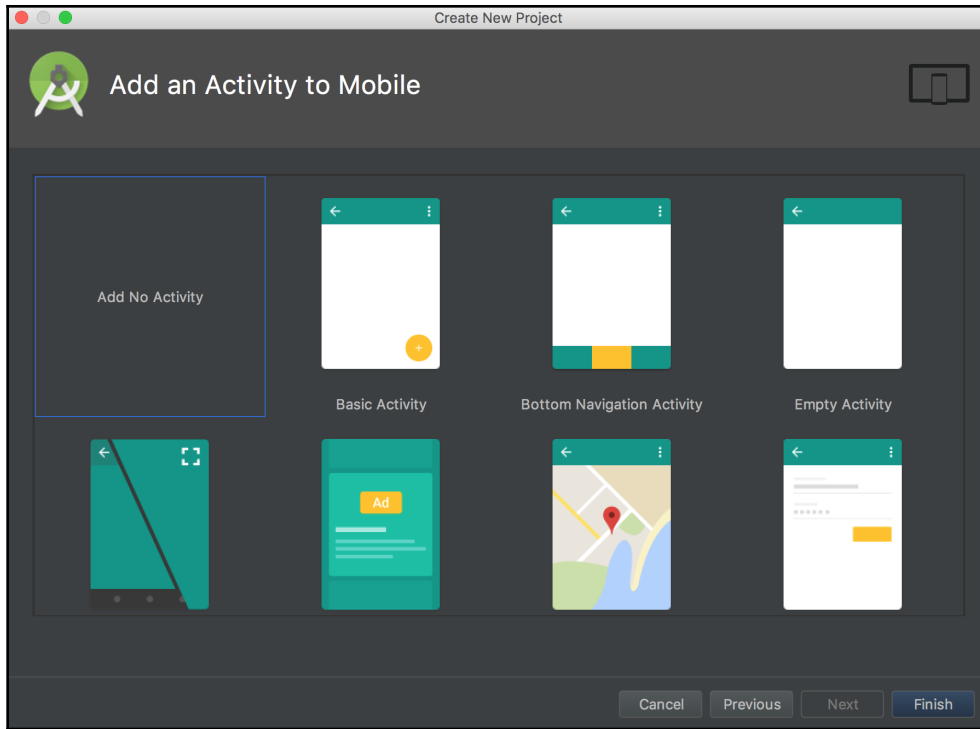 Create New Project
Add an Activity to Mobile
Add No Activity
Basic Activity
Bottom Navigation Activity
Empty Activity
Ad
Cancel
Previous
Next
Finish